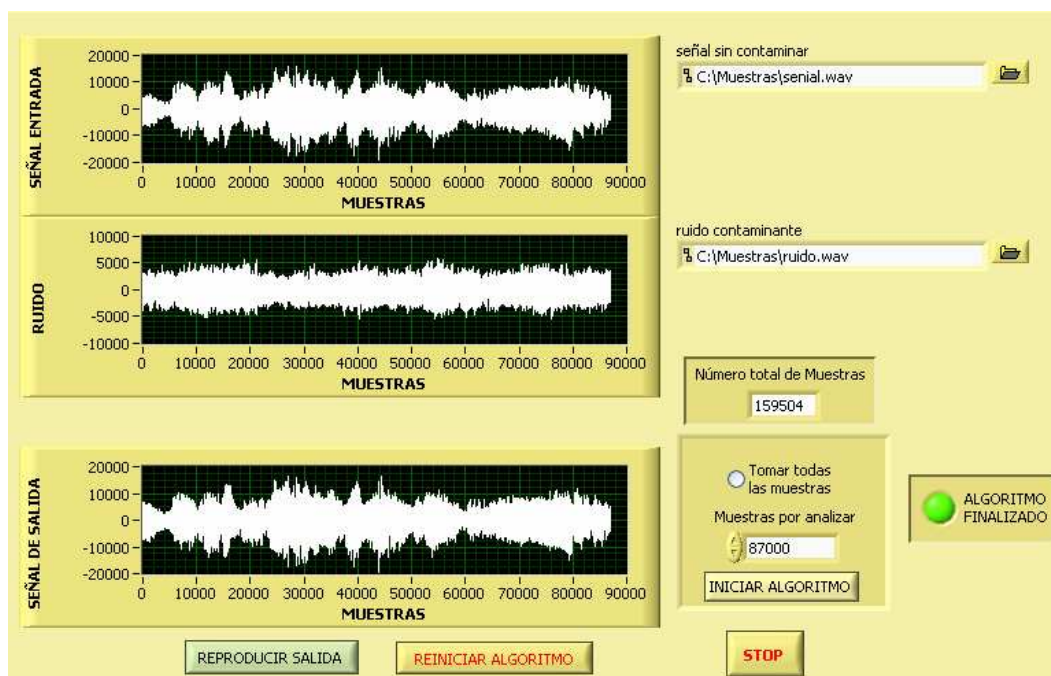 SEÑAL ENTRADA
20000
10000
0
-10000
-20000
0 10000 20000 30000 40000 50000 60000 70000 80000 90000
MUESTRAS
señal sin contaminar
C:\Muestras\senial.wav
RUIDO
10000
5000
0
-5000
-10000
0 10000 20000 30000 40000 50000 60000 70000 80000 90000
MUESTRAS
ruido contaminante
C:\Muestras\ruido.wav
Número total de Muestras
159504
SEÑAL DE SALIDA
20000
10000
0
-10000
-20000
0 10000 20000 30000 40000 50000 60000 70000 80000 90000
MUESTRAS
Tomar todas
las muestras
Muestras por analizar
87000
INICIAR ALGORITMO
ALGORITMO
FINALIZADO
REPRODUCIR SALIDA
REINICIAR ALGORITMO
STOP